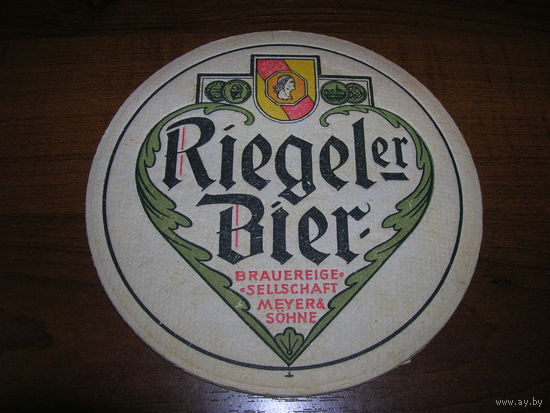 Riegeler
Bier
BRAUEREIGE=
=SELLSCHAFT
MEYER&
SÖHNE
www.ay.by